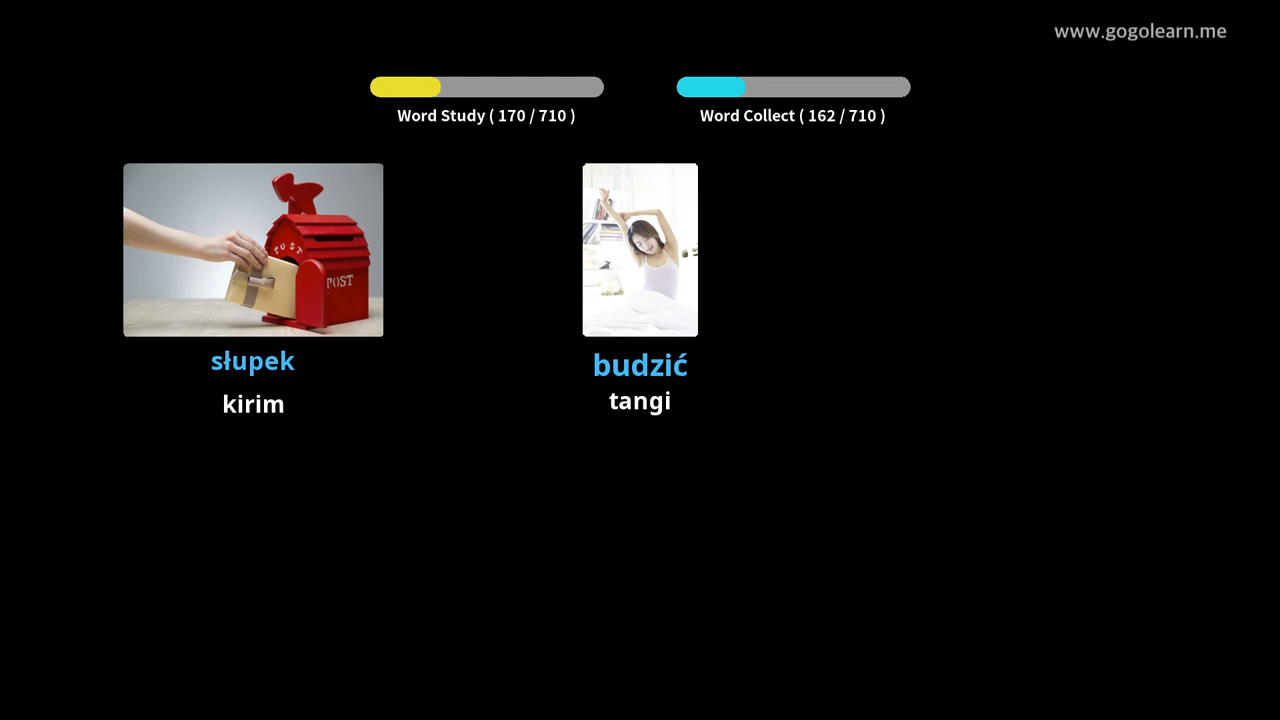 www.gogolearn.me
Word Study ( 170 / 710 )
Word Collect ( 162 / 710 )
POST
POST
słupek
kirim
budzić
tangi